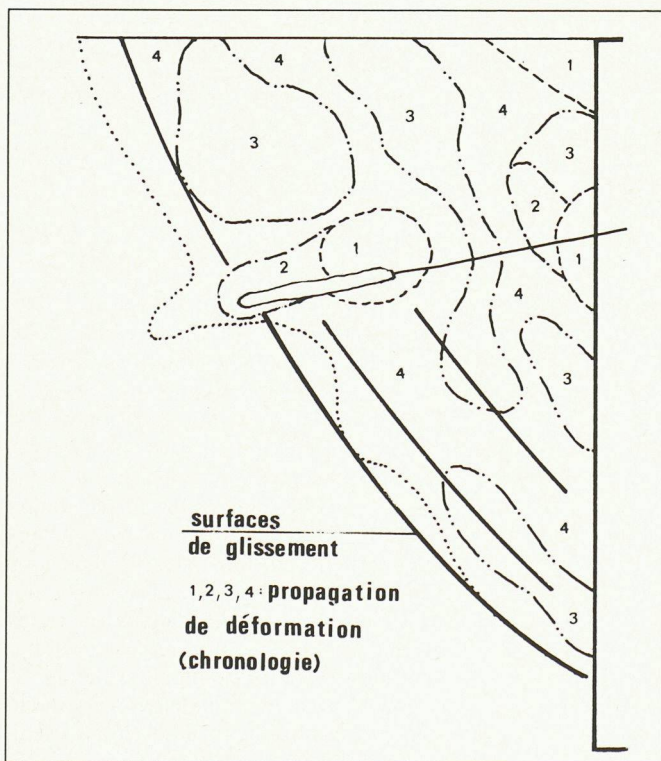 4 4 3 4 1
3 3
2
2 1 1
4
3
4
4
3
surfaces
de glissement
1,2,3,4: propagation
de déformation
(chronologie)